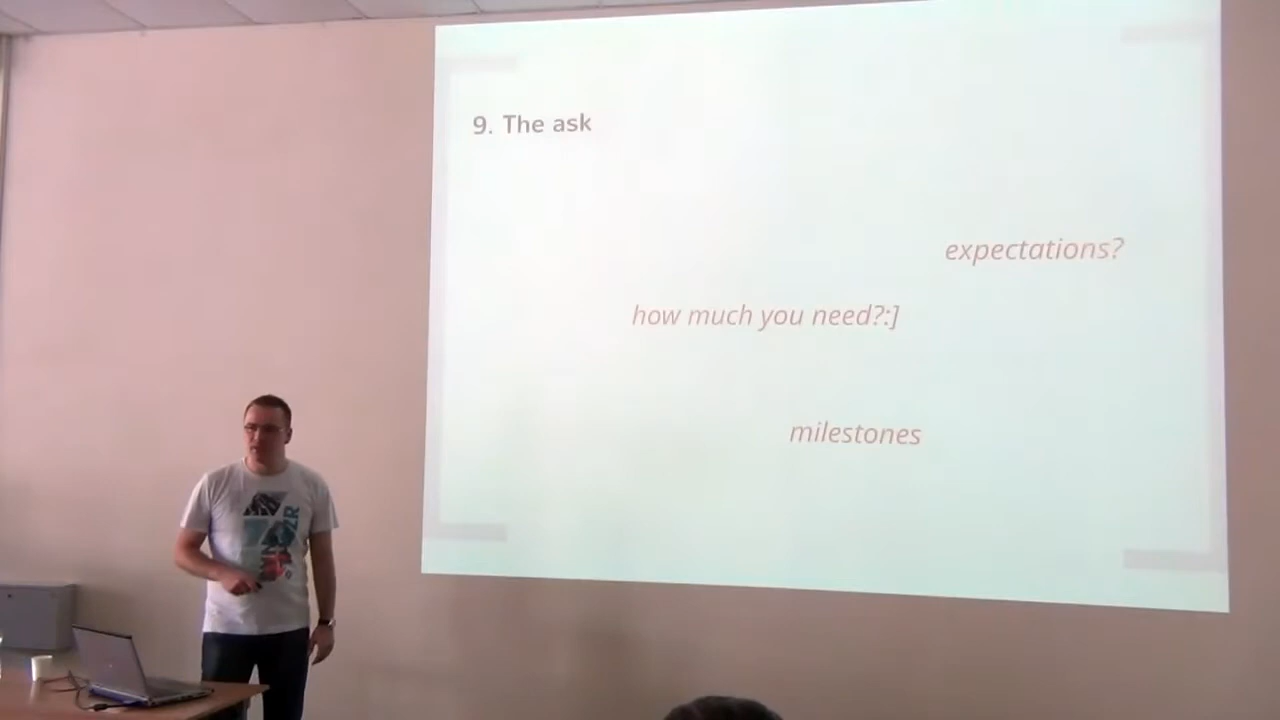 9. The ask
expectations?
how much you need?:]
milestones